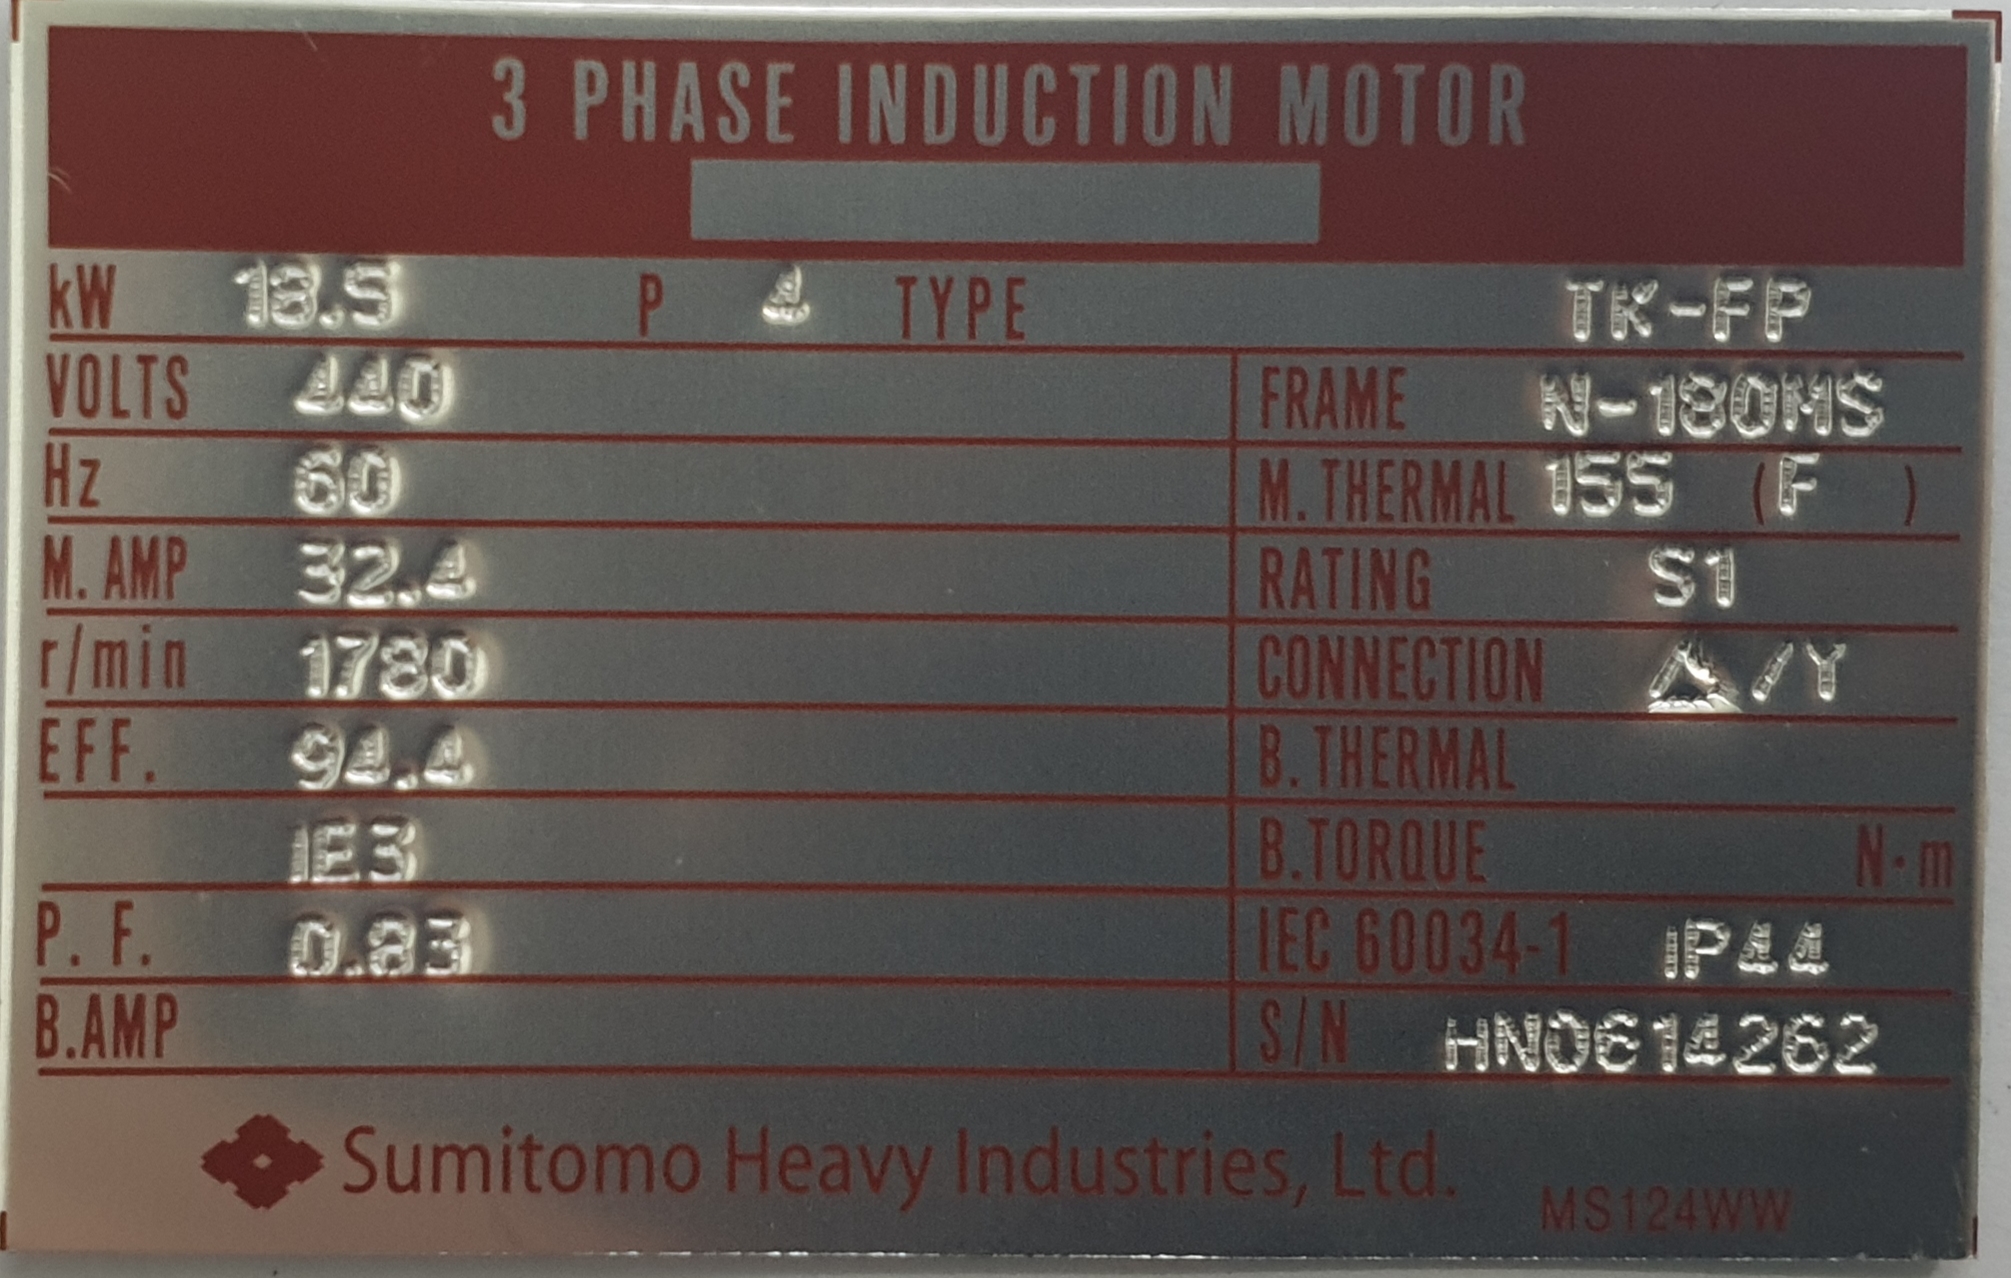 3 PHASE INDUCTION MOTOR
kW 18.5 P 4 TYPE TK-FP
VOLTS 440 FRAME N-180MS
Hz 60 M. THERMAL 155 (F )
M. AMP 32.4 RATING S1
r/min 1780 CONNECTION △/Y
EFF. 94.4 B. THERMAL
IE3 B.TORQUE N·m
P. F. 0.83 IEC 60034-1 IP44
B.AMP S/N HN0614262
Sumitomo Heavy Industries, Ltd.
MS124WW